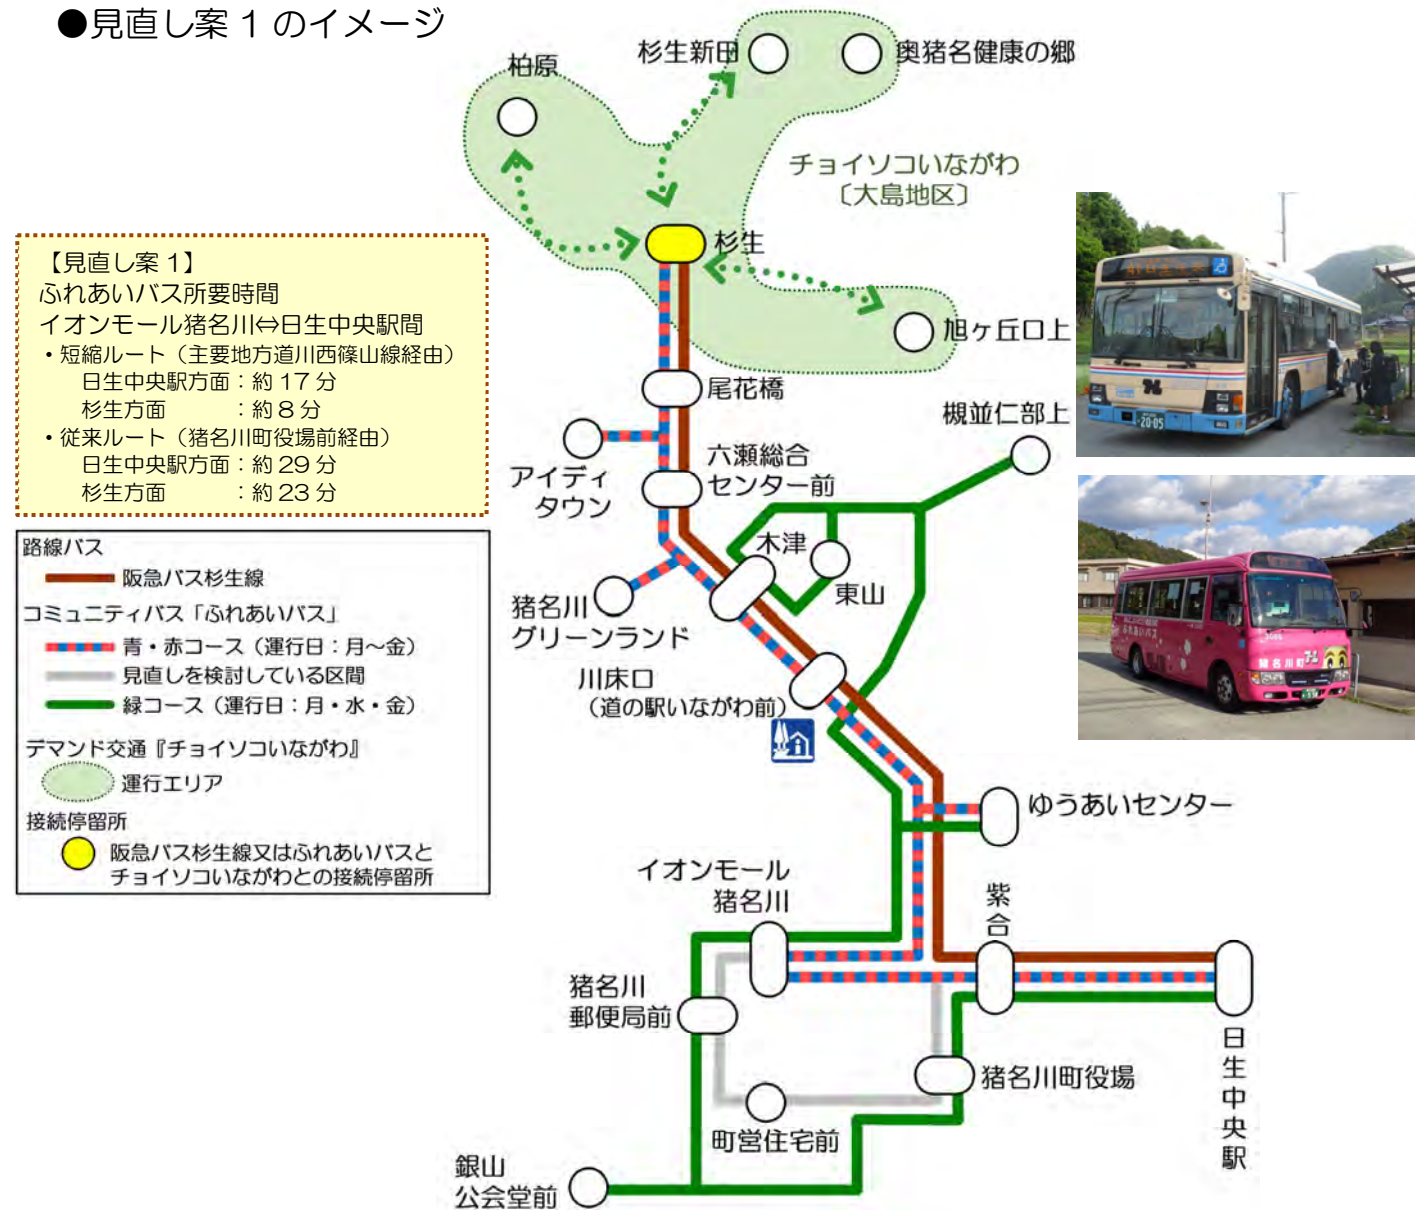 ●見直し案１のイメージ
柏原
杉生新田
奥猪名健康の郷
チョイソコいながわ
〔大島地区〕
杉生
旭ヶ丘口上
【見直し案１】
ふれあいバス所要時間
イオンモール猪名川⇔日生中央駅間
・短縮ルート（主要地方道川西篠山線経由）
日生中央駅方面：約 17 分
杉生方面　　　：約 8 分
・従来ルート（猪名川町役場前経由）
日生中央駅方面：約 29 分
杉生方面　　　：約 23 分
尾花橋
槻並仁部上
アイディ
タウン
六瀬総合
センター前
木津
東山
猪名川
グリーンランド
川床口
（道の駅いながわ前）
路線バス
阪急バス杉生線
コミュニティバス「ふれあいバス」
青・赤コース（運行日：月～金）
見直しを検討している区間
緑コース（運行日：月・水・金）
デマンド交通『チョイソコいながわ』
運行エリア
接続停留所
阪急バス杉生線又はふれあいバスと
チョイソコいながわとの接続停留所
ゆうあいセンター
イオンモール
猪名川
紫合
猪名川
郵便局前
日生中央駅
猪名川町役場
町営住宅前
銀山
公会堂前
2005
ふれあいバス
猪名川町